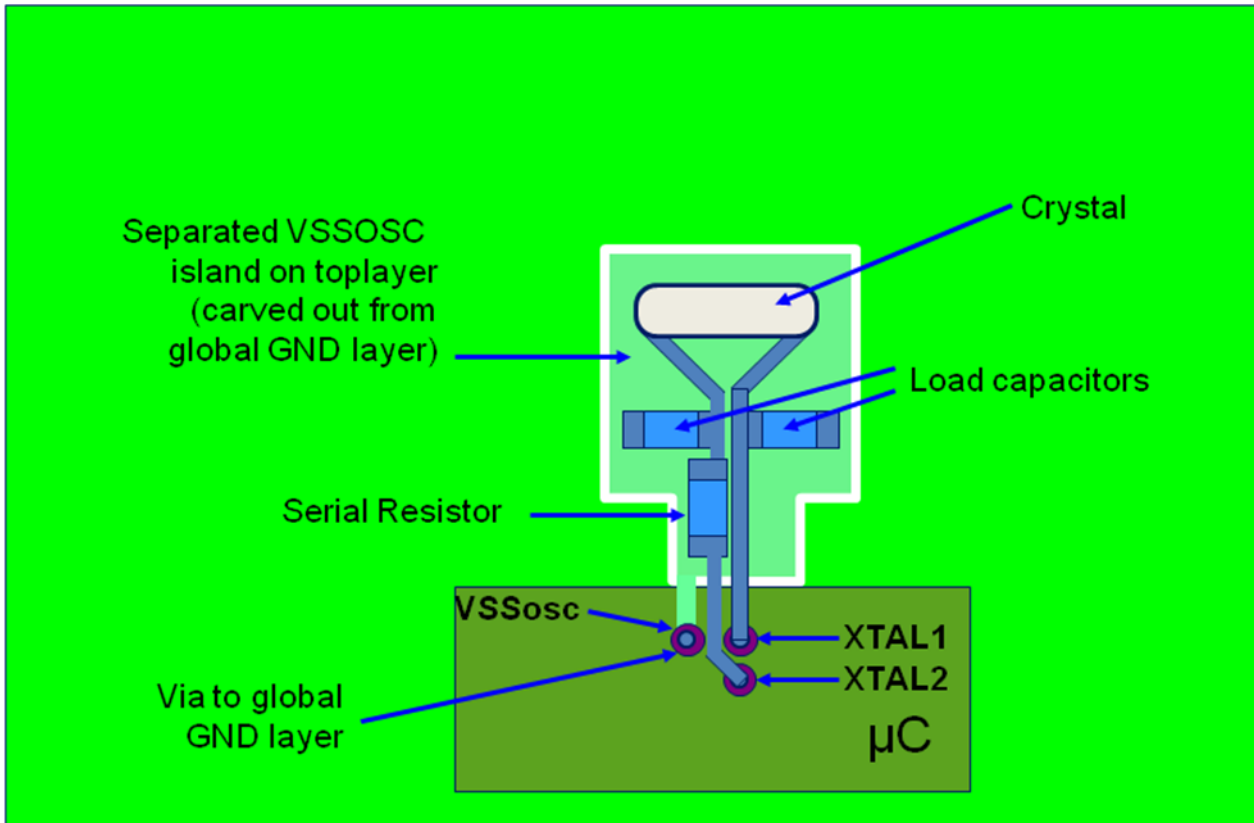 Crystal
Separated VSSOSC
island on toplayer
(carved out from
global GND layer)
Load capacitors
Serial Resistor
VSSosc
XTAL1
XTAL2
Via to global
GND layer
µC